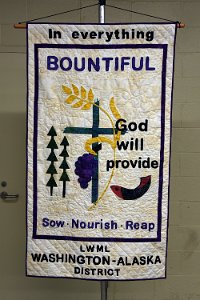 In everything
BOUNTIFUL
God
will
provide
Sow · Nourish · Reap
LWML
WASHINGTON-ALASKA
DISTRICT